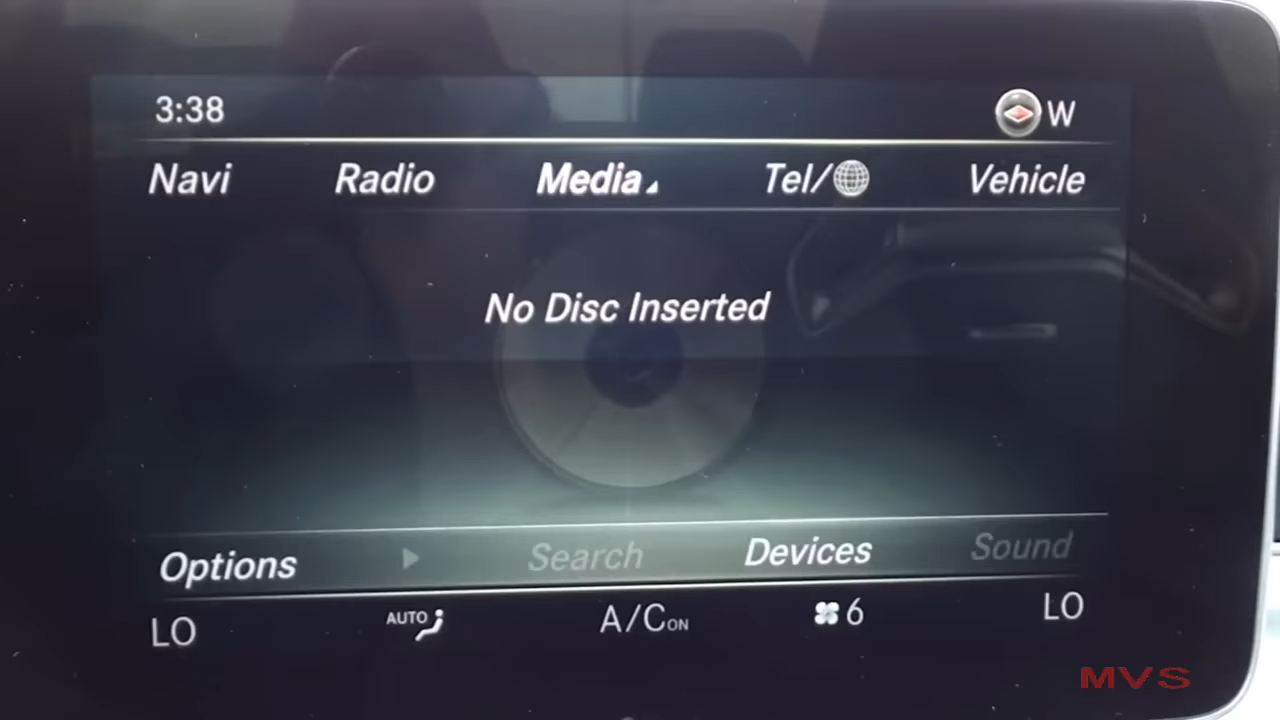 3:38 W
Navi Radio Media Tel/ Vehicle
No Disc Inserted
Options Search Devices Sound
LO AUTO A/C ON 6 LO
MVS